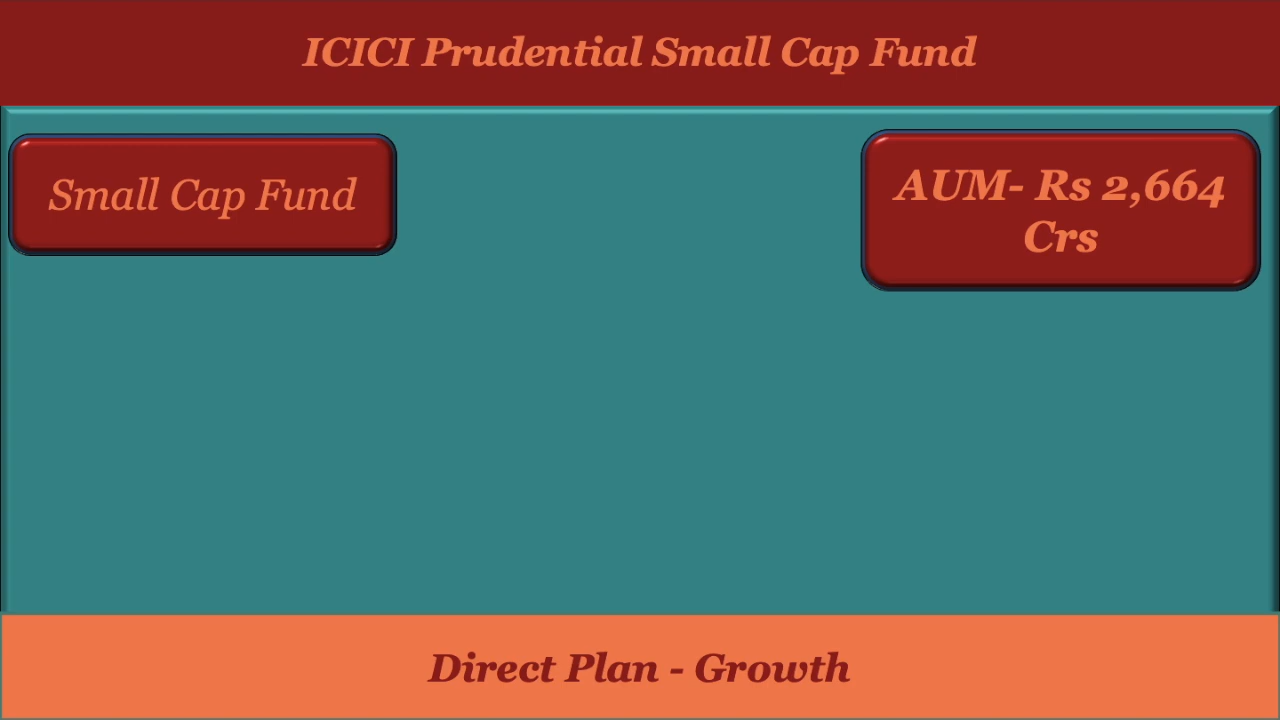 ICICI Prudential Small Cap Fund
Small Cap Fund
AUM- Rs 2,664
Crs
Direct Plan - Growth